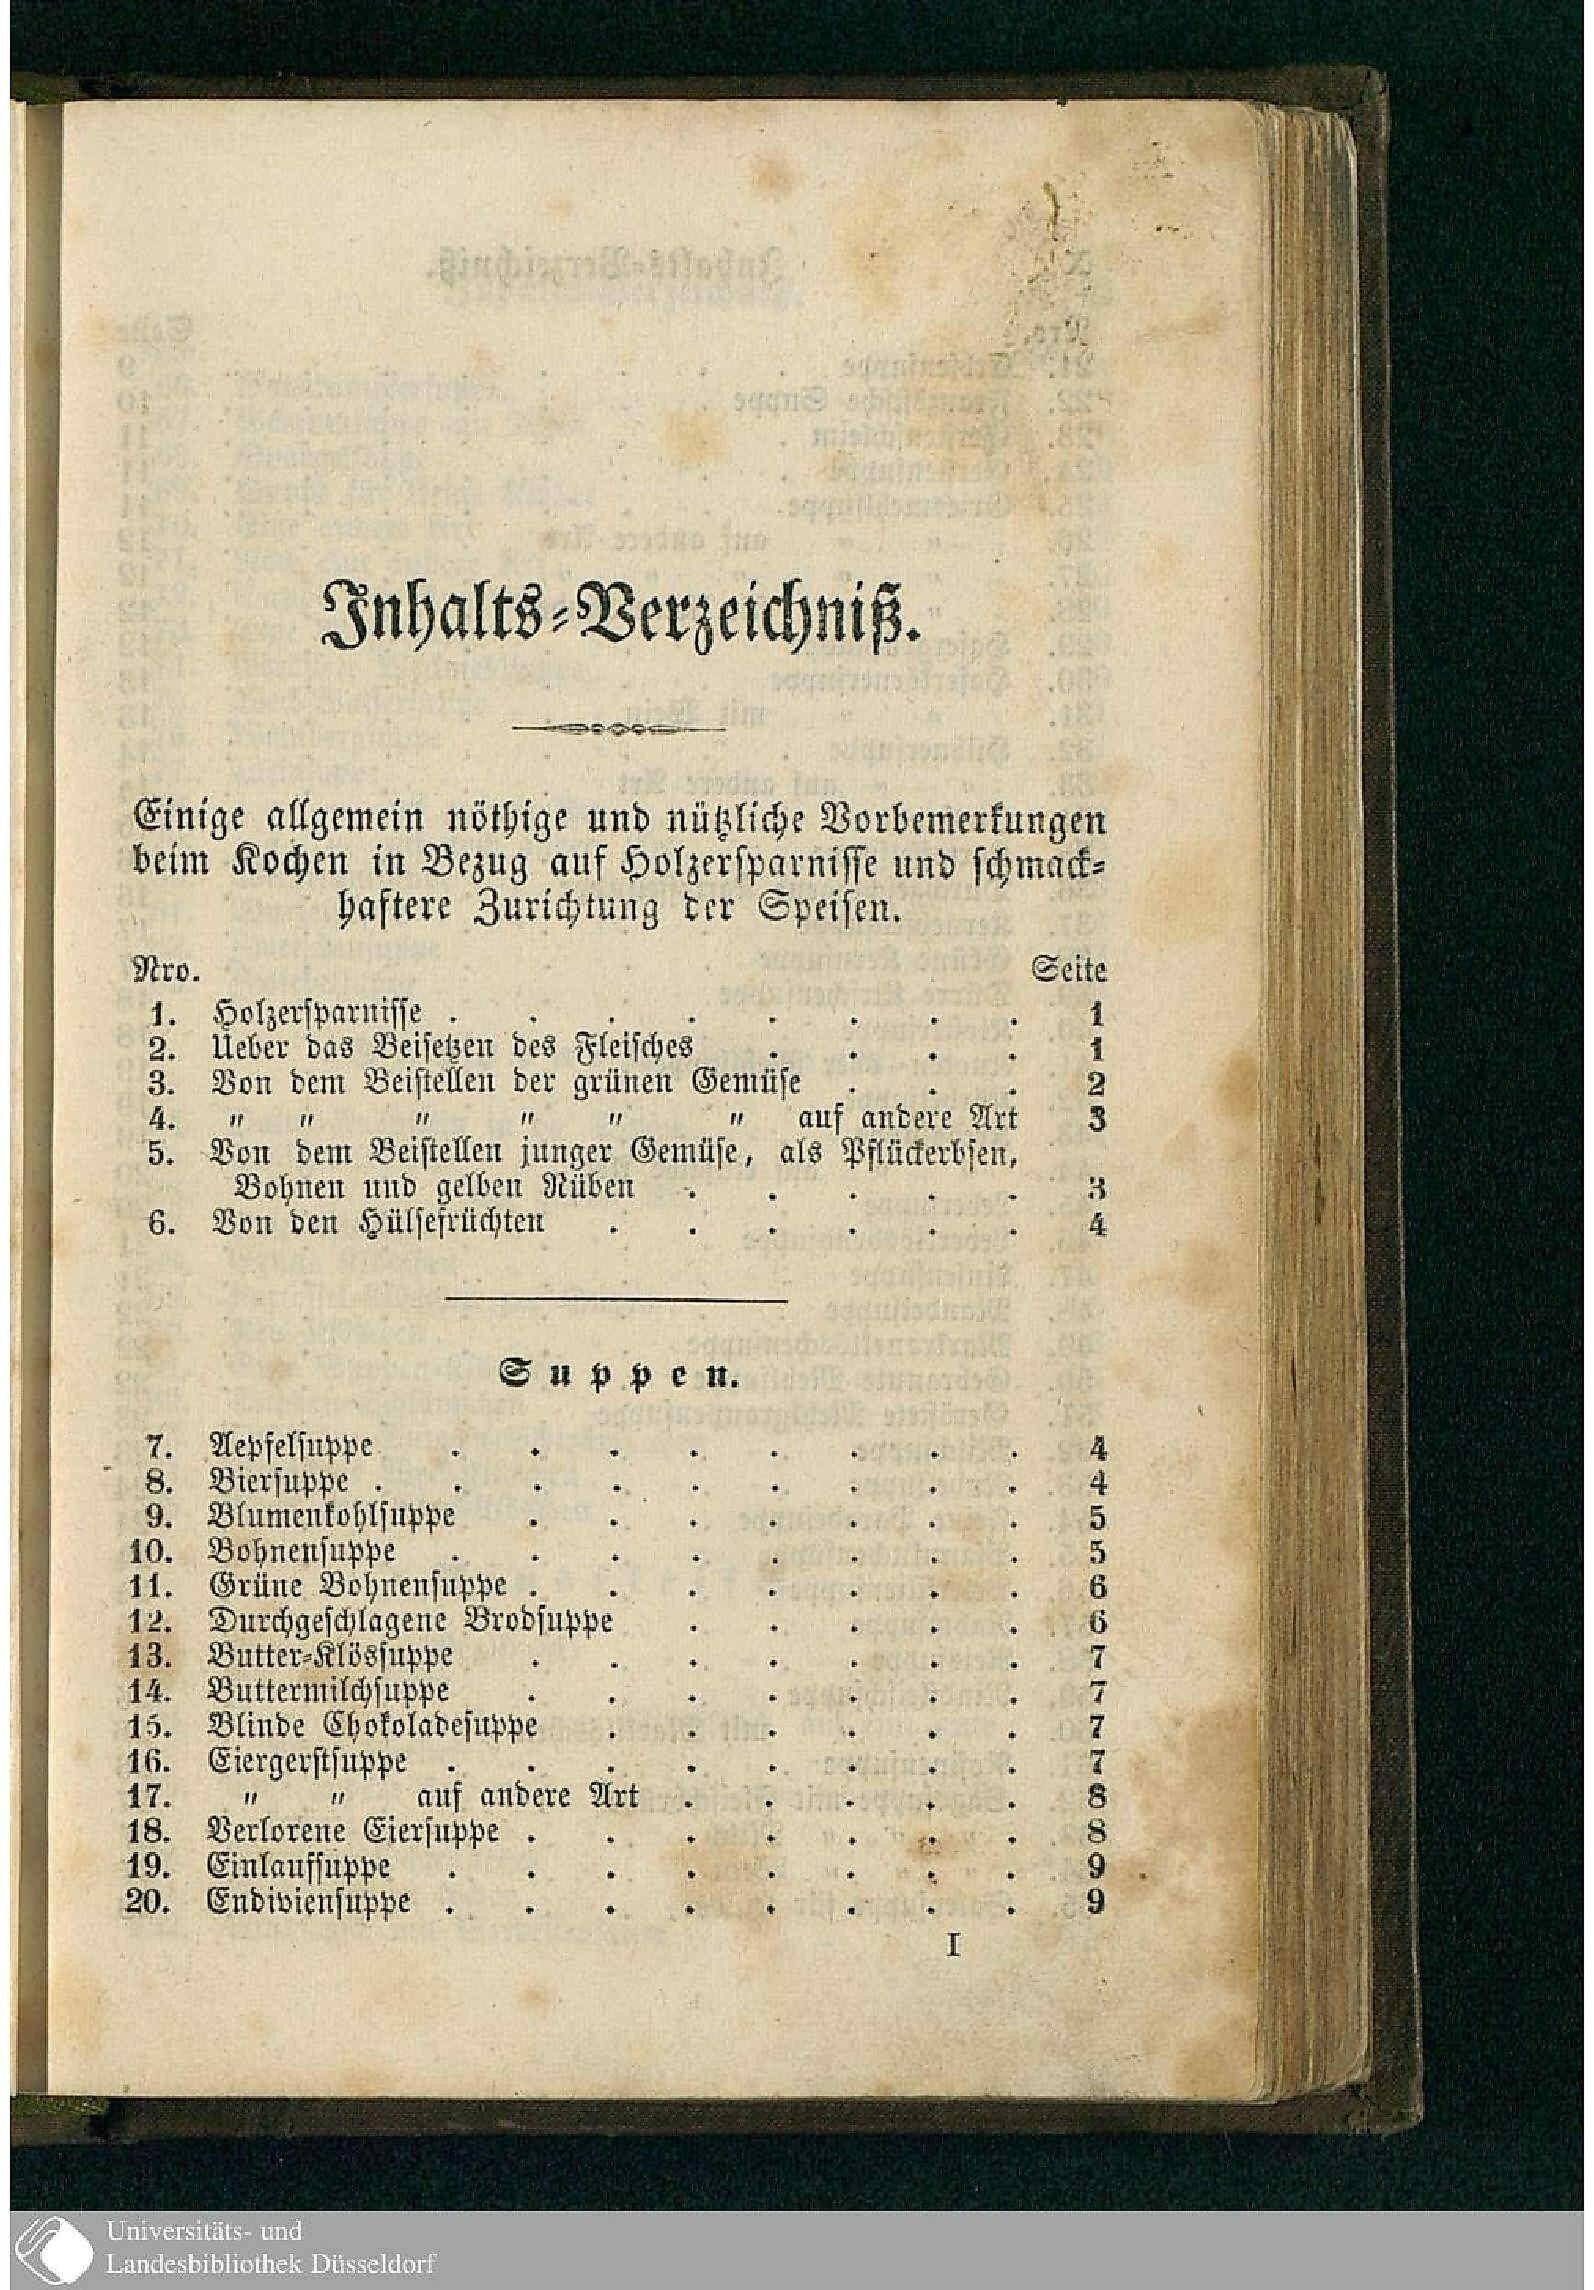 Inhalts-Verzeichniß.
Einige allgemein nöthige und nützliche Vorbemerkungen
beim Kochen in Bezug auf Holzersparnisse und schmack-
haftere Zurichtung der Speisen.
Nro. Seite
1. Holzersparnisse . . . . . . . . 1
2. Ueber das Beisetzen des Fleisches . . . . 1
3. Von dem Beistellen der grünen Gemüse . . . 2
4. " " " " " " auf andere Art 3
5. Von dem Beistellen junger Gemüse, als Pflückerbsen,
Bohnen und gelben Rüben . . . . . 3
6. Von den Hülsefrüchten . . . . . . 4
Suppen.
7. Aepfelsuppe . . . . . . . . 4
8. Biersuppe . . . . . . . . . 4
9. Blumenkohlsuppe . . . . . . . 5
10. Bohnensuppe . . . . . . . . 5
11. Grüne Bohnensuppe . . . . . . . 6
12. Durchgeschlagene Brodsuppe . . . . . 6
13. Butter-Klössuppe . . . . . . . 7
14. Buttermilchsuppe . . . . . . . 7
15. Blinde Chokoladesuppe . . . . . . 7
16. Eiergerstsuppe . . . . . . . . 7
17. " " auf andere Art . . . . . 8
18. Verlorene Eiersuppe . . . . . . . 8
19. Einlaufsuppe . . . . . . . . 9
20. Endiviensuppe . . . . . . . . 9
I
Universitäts- und
Landesbibliothek Düsseldorf